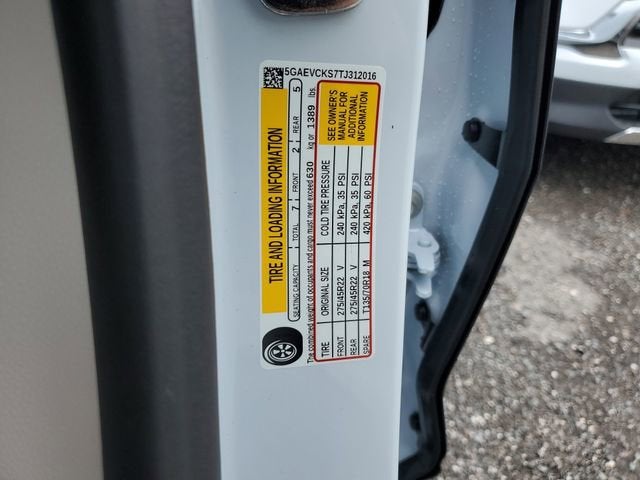 5GAEVCKS7TJ312016
TIRE AND LOADING INFORMATION
SEATING CAPACITY TOTAL 7 FRONT 2 REAR 5
The combined weight of occupants and cargo must never exceed 630 kg or 1389 lbs.
TIRE ORIGINAL SIZE COLD TIRE PRESSURE
FRONT 275/45R22 V 240 kPa, 35 PSI
REAR 275/45R22 V 240 kPa, 35 PSI
SPARE T135/70R18 M 420 kPa, 60 PSI
SEE OWNER'S
MANUAL FOR
ADDITIONAL
INFORMATION